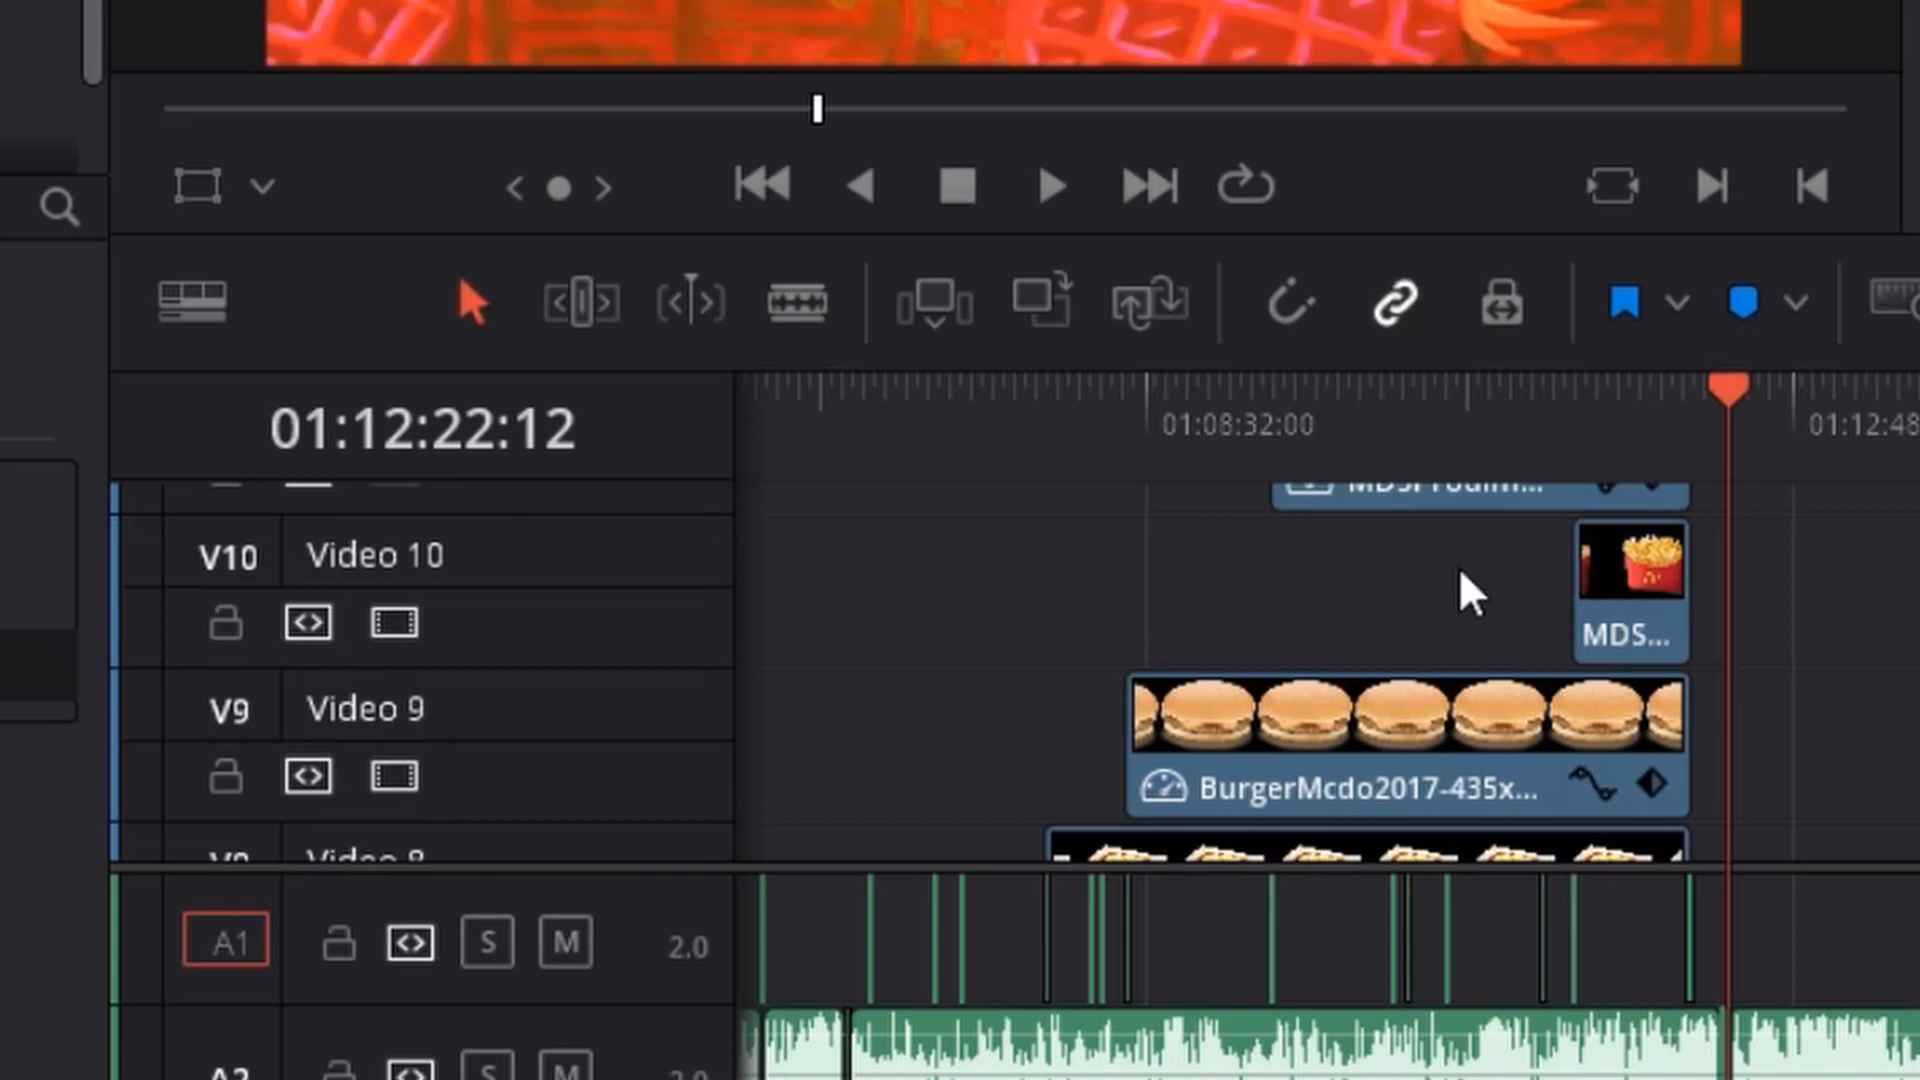 01:12:22:12
01:08:32:00
01:12:48
V10 Video 10
MDS...
V9 Video 9
BurgerMcdo2017-435x...
V8 Video 8
A1 S M 2.0
A2 S M 2.0